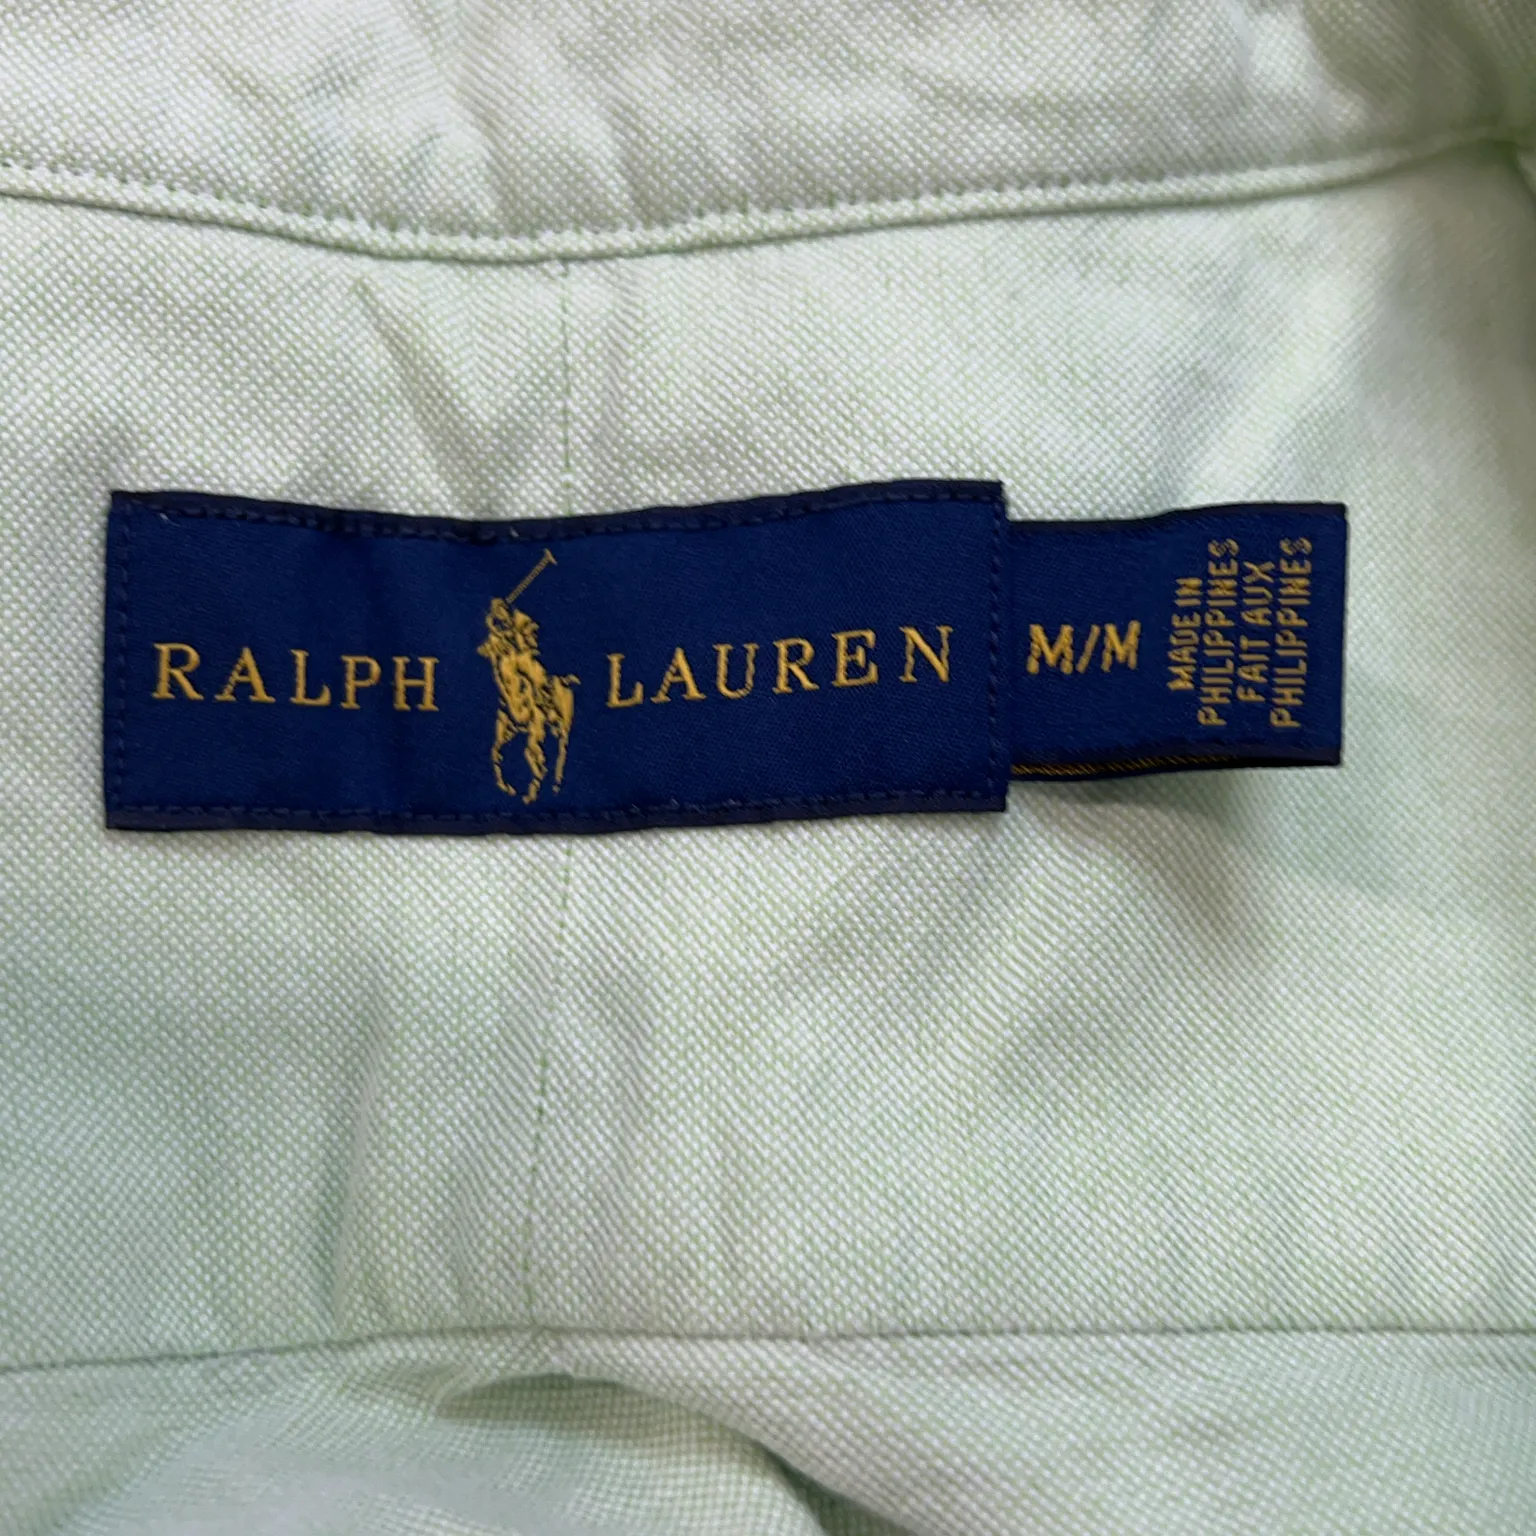 RALPH LAUREN
M/M
MADE IN
PHILIPPINES
FAIT AUX
PHILIPPINES